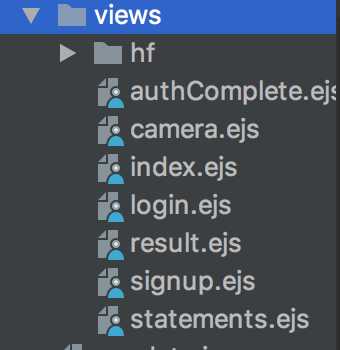 views
hf
authComplete.ejs
camera.ejs
index.ejs
login.ejs
result.ejs
signup.ejs
statements.ejs